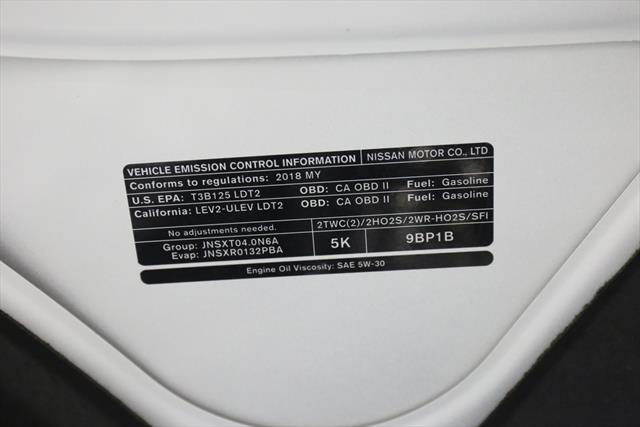 VEHICLE EMISSION CONTROL INFORMATION NISSAN MOTOR CO., LTD
Conforms to regulations: 2018 MY
U.S. EPA: T3B125 LDT2 OBD: CA OBD II Fuel: Gasoline
California: LEV2-ULEV LDT2 OBD: CA OBD II Fuel: Gasoline
No adjustments needed. 2TWC(2)/2HO2S/2WR-HO2S/SFI
Group: JNSXT04.0N6A 5K 9BP1B
Evap: JNSXR0132PBA
Engine Oil Viscosity: SAE 5W-30